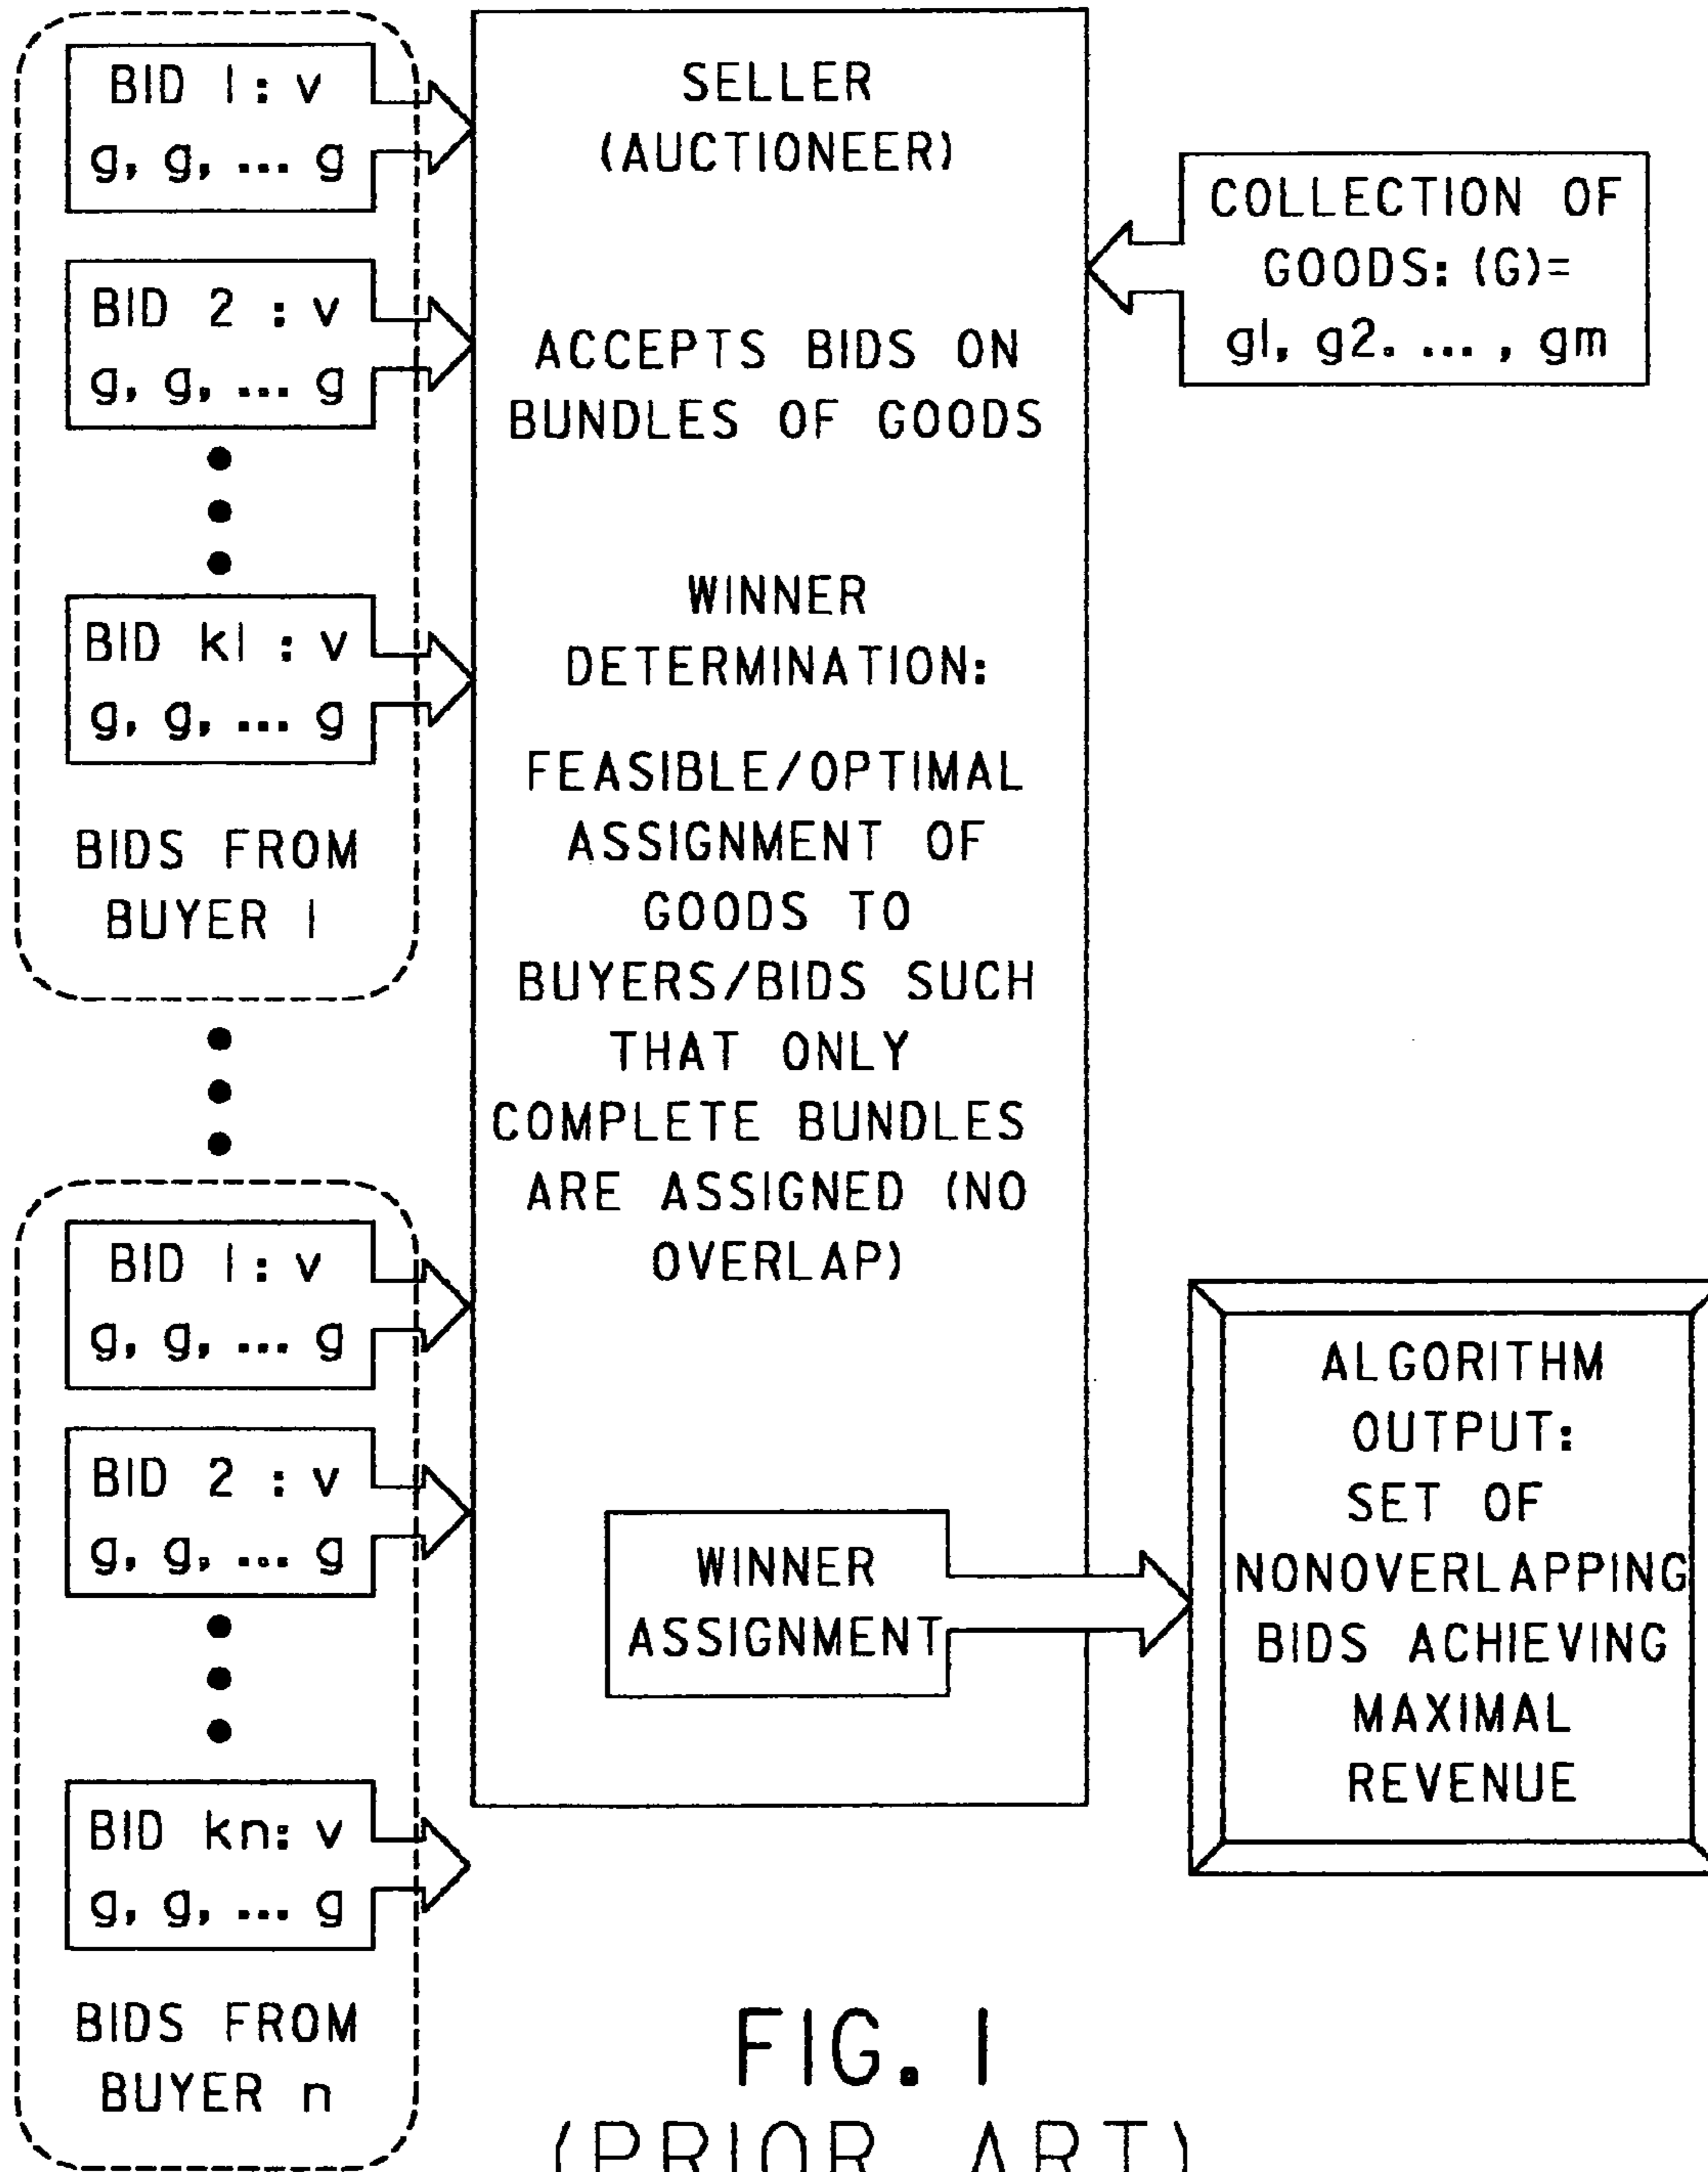 BID 1: v
g, g, ... g
BID 2 : v
g, g, ... g
BID k1 : v
g, g, ... g
BIDS FROM
BUYER 1
BID 1: v
g, g, ... g
BID 2 : v
g, g, ... g
BID kn: v
g, g, ... g
BIDS FROM
BUYER n
SELLER
(AUCTIONEER)
ACCEPTS BIDS ON
BUNDLES OF GOODS
WINNER
DETERMINATION:
FEASIBLE/OPTIMAL
ASSIGNMENT OF
GOODS TO
BUYERS/BIDS SUCH
THAT ONLY
COMPLETE BUNDLES
ARE ASSIGNED (NO
OVERLAP)
WINNER
ASSIGNMENT
COLLECTION OF
GOODS: (G)=
g1, g2. ... , gm
ALGORITHM
OUTPUT:
SET OF
NONOVERLAPPING
BIDS ACHIEVING
MAXIMAL
REVENUE
FIG. 1
(PRIOR ART)